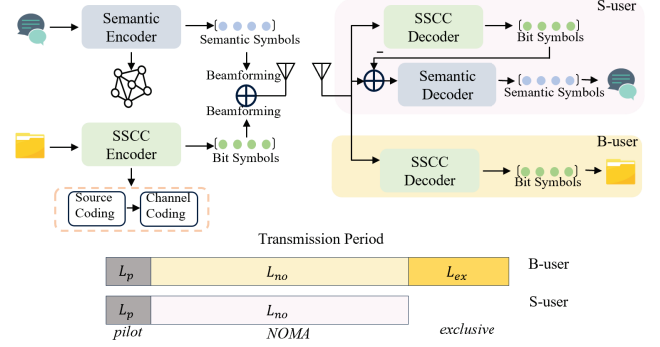 S-user
Semantic
Encoder
Semantic Symbols
Beamforming
Beamforming
SSCC
Encoder
Bit Symbols
Source
Coding
Channel
Coding
SSCC
Decoder
Bit Symbols
Semantic
Decoder
Semantic Symbols
B-user
SSCC
Decoder
Bit Symbols
Transmission Period
L_p L_no L_ex B-user
L_p L_no S-user
pilot NOMA exclusive